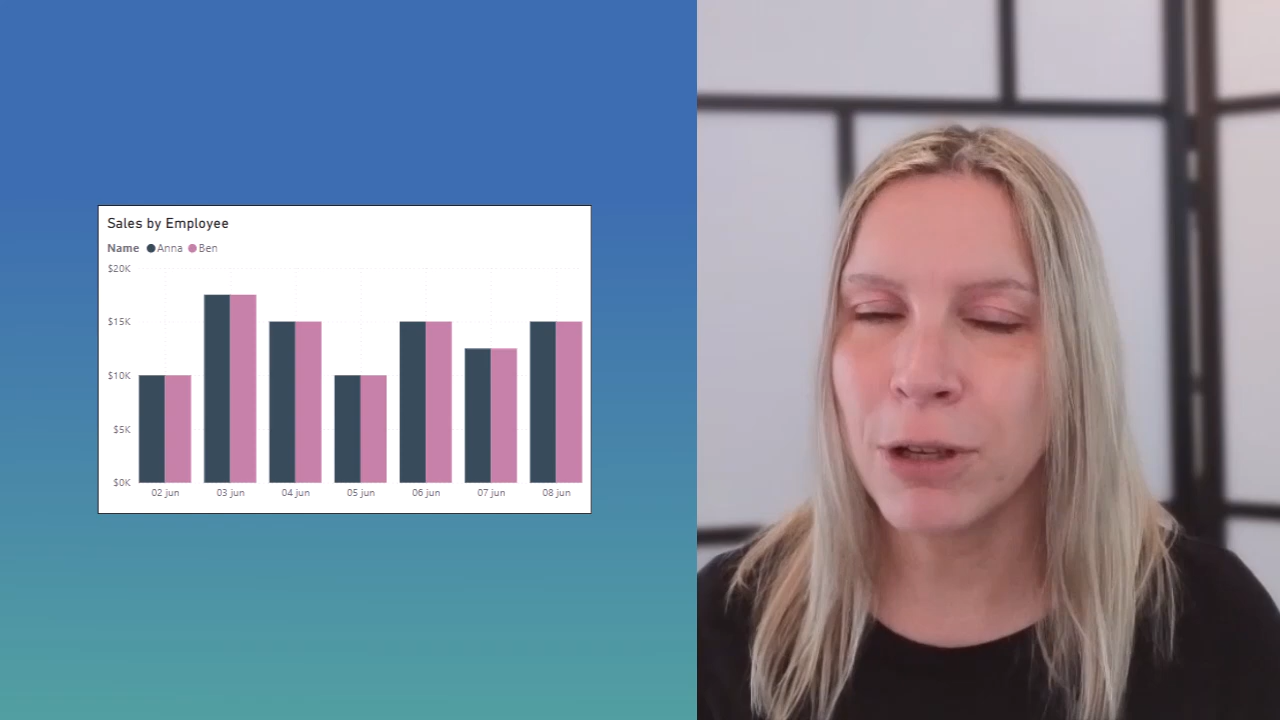 Sales by Employee
Name Anna Ben
$20K
$15K
$10K
$5K
$0K
02 jun 03 jun 04 jun 05 jun 06 jun 07 jun 08 jun